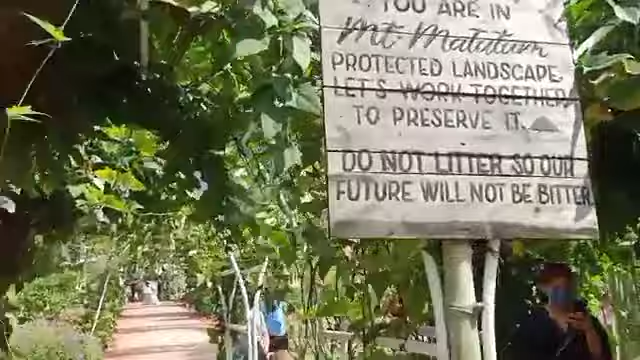 YOU ARE IN
Mt Matutum
PROTECTED LANDSCAPE.
LET'S WORK TOGETHER
TO PRESERVE IT.
DO NOT LITTER SO OUR
FUTURE WILL NOT BE BITTER